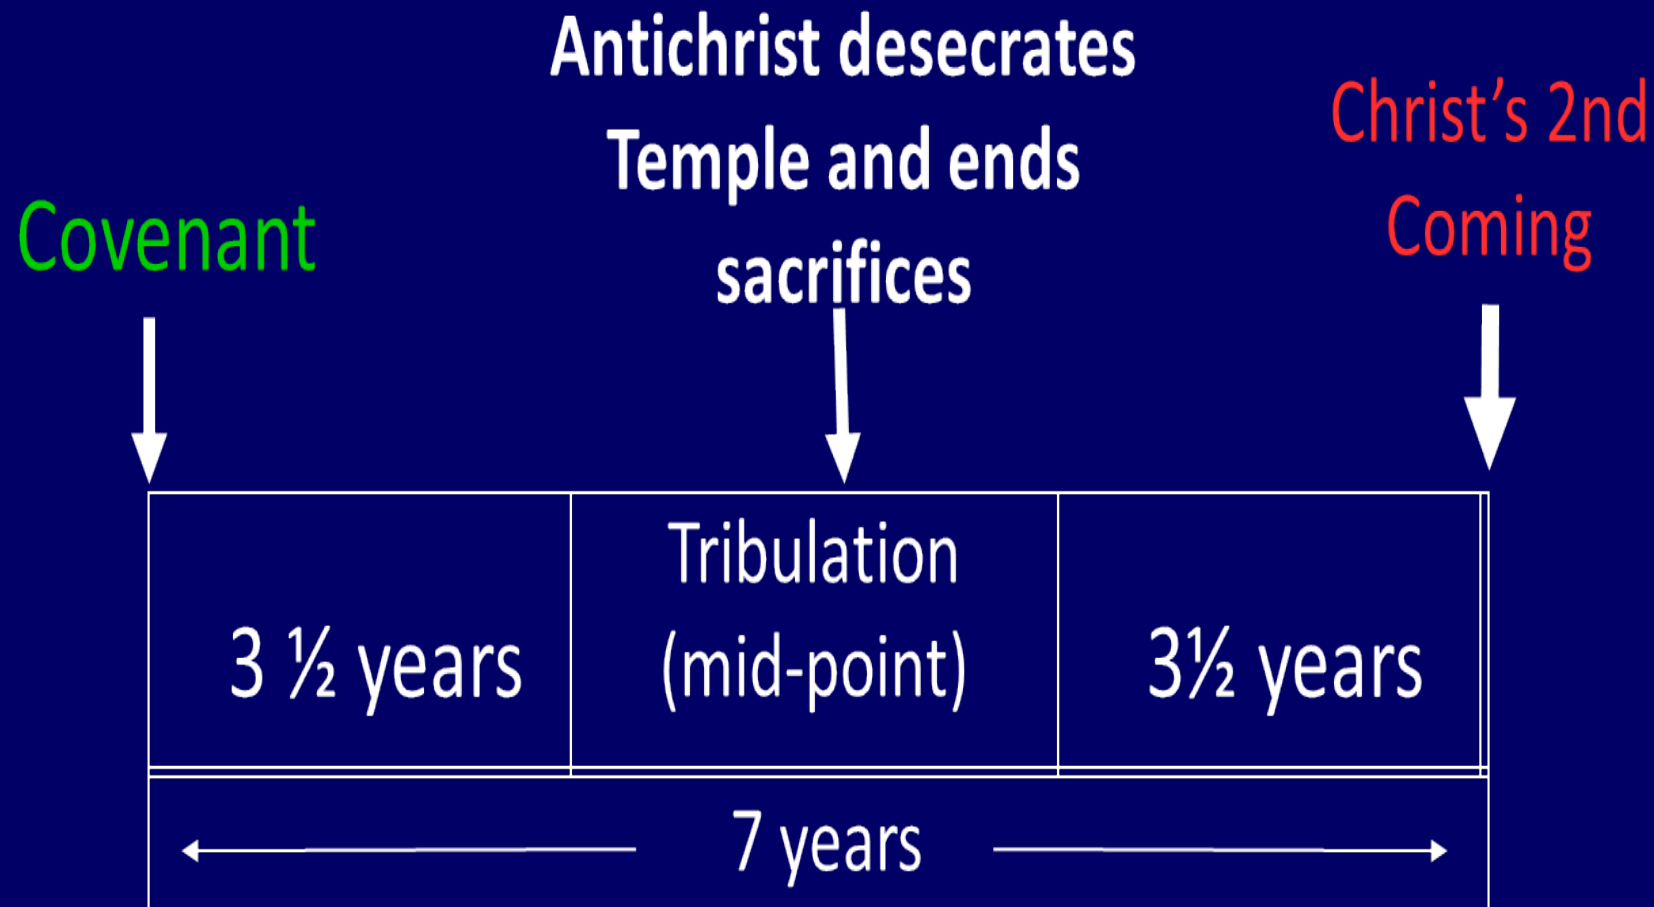 Antichrist desecrates
Temple and ends
sacrifices
Christ’s 2nd
Coming
Covenant
Tribulation
(mid-point)
3 ½ years
3½ years
7 years